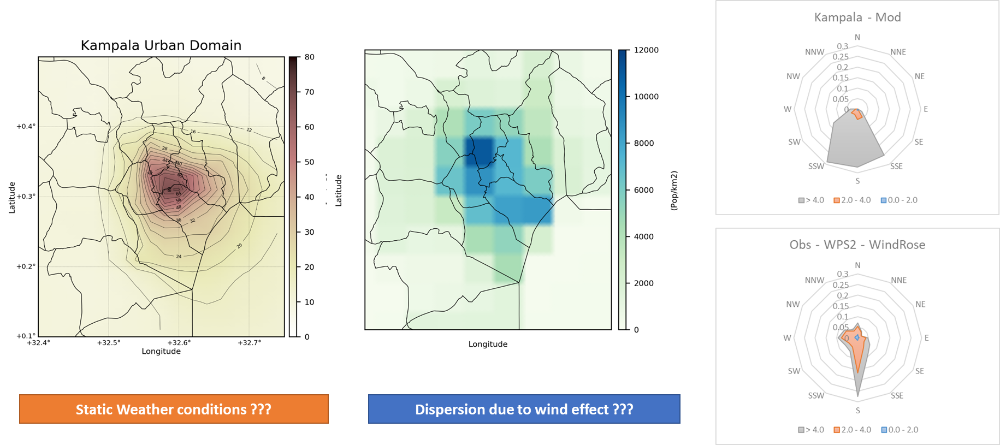 Kampala Urban Domain
80
70
60
50
40
30
20
10
0
+0.4°
+0.3°
+0.2°
+0.1°
+32.4°
+32.5°
+32.6°
+32.7°
Latitude
Longitude
8
12
16
28
44
40
64
56
48
36
32
24
20
Static Weather conditions ???
Latitude
Longitude
12000
10000
8000
6000
4000
2000
0
(Pop/km2)
Dispersion due to wind effect ???
Kampala - Mod
N
NNE
NE
E
SE
SSE
S
SSW
SW
W
NW
NNW
0.3
0.25
0.2
0.15
0.1
0.05
0
> 4.0
2.0 - 4.0
0.0 - 2.0
Obs - WPS2 - WindRose
N
NNE
NE
E
SE
SSE
S
SSW
SW
W
NW
NNW
0.3
0.25
0.2
0.15
0.1
0.05
0
> 4.0
2.0 - 4.0
0.0 - 2.0